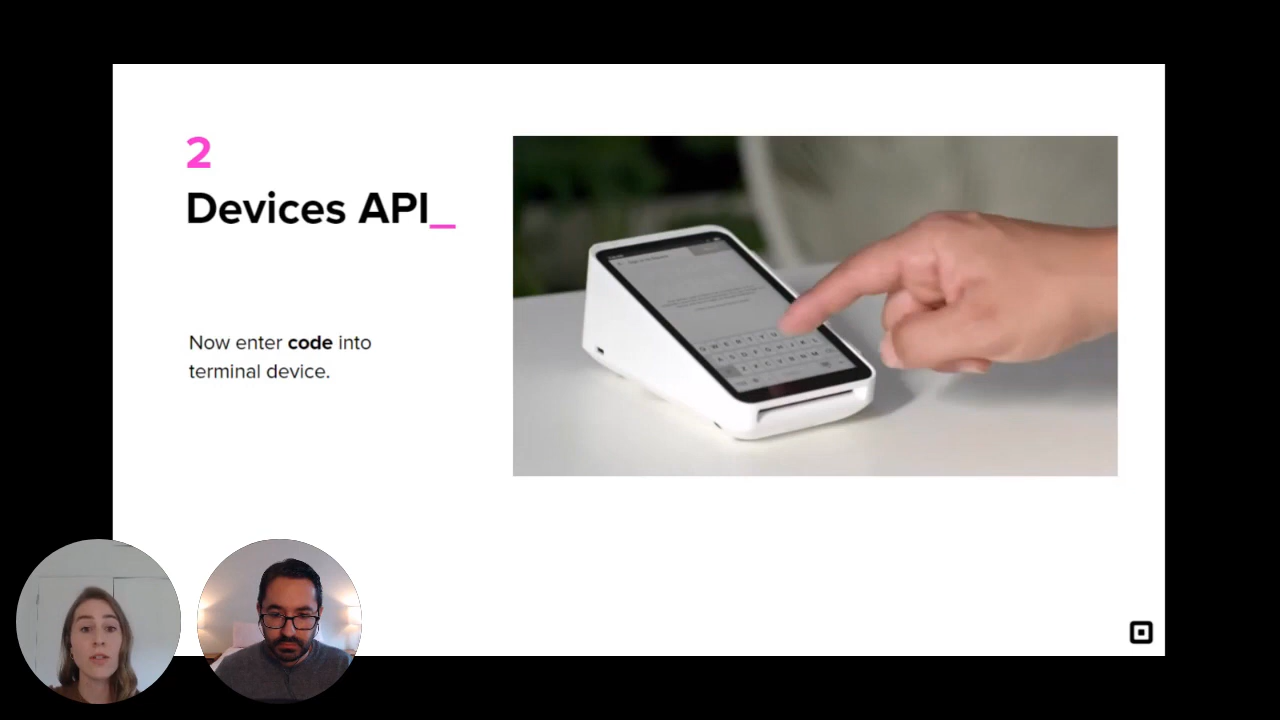 2
Devices API_
Now enter code into
terminal device.